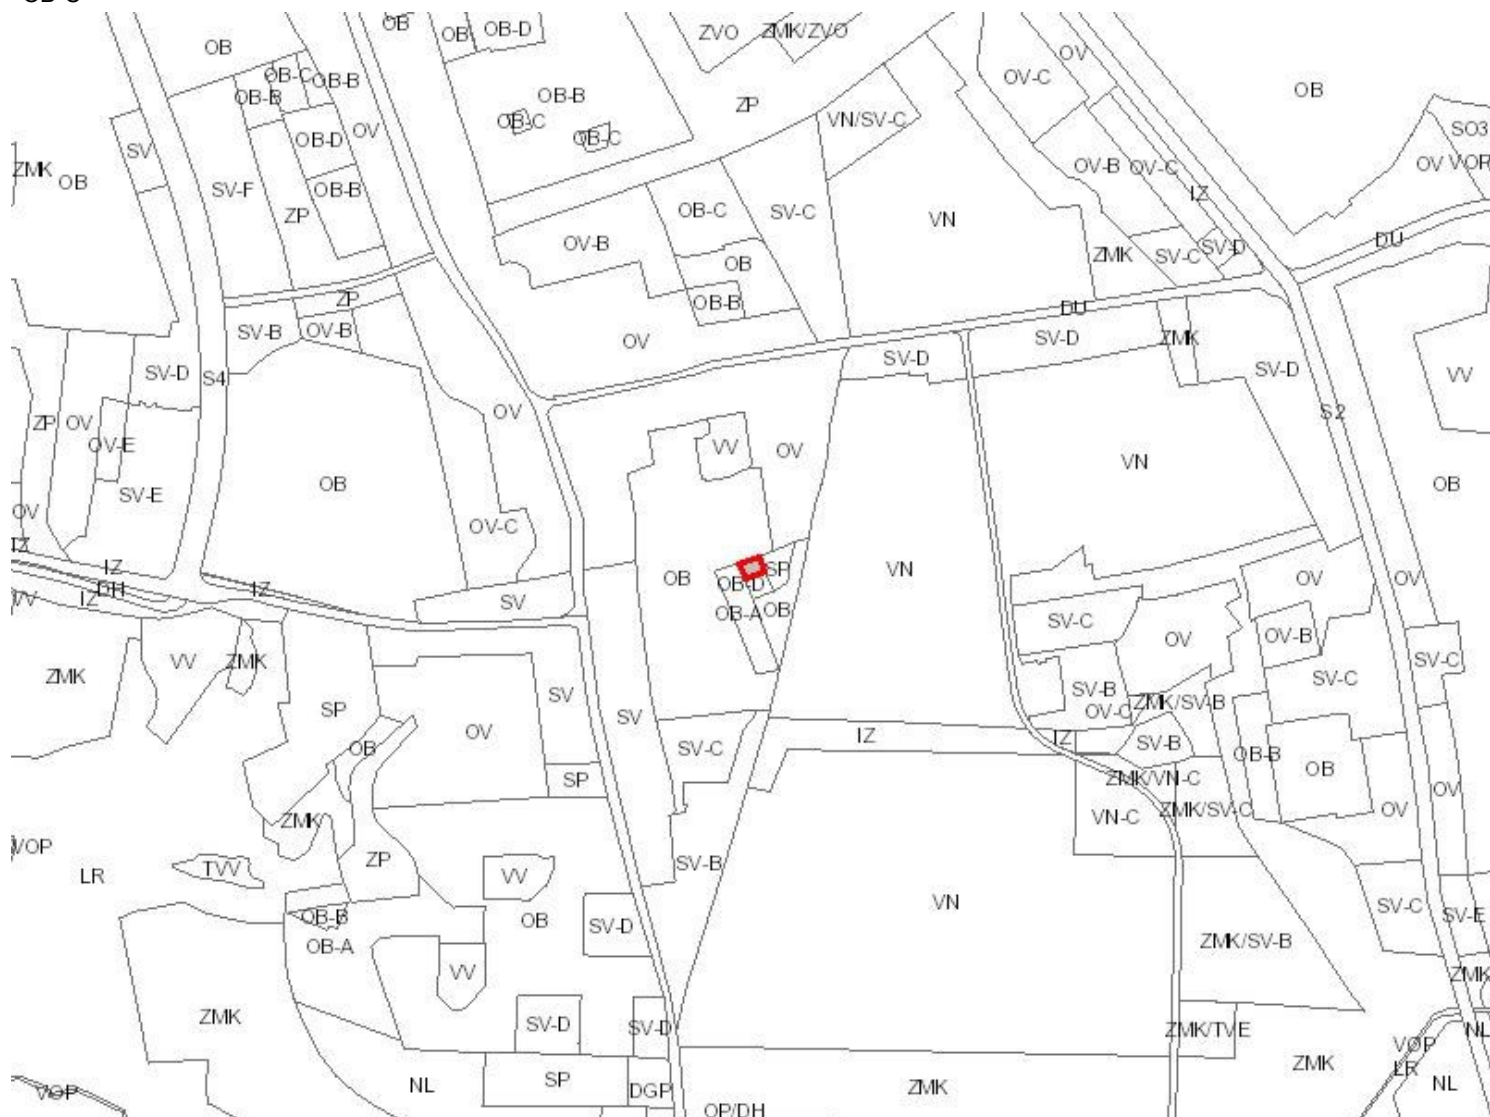 OB
OB
OB
OB-D
ZVO
ZMK/ZVO
OV
OB-C
OB-B
OB-B
OB-B
OV-C
OB
ZP
OB-C
VN/SV-C
OV
SO3
SV
OB-D
OB-C
ZMK
OB
OV-B
OV-C
OV
VOR
SV-F
OB-B
IZ
ZP
OB-C
SV-C
VN
OV-B
DU
OB
ZMK
SV-C
SV-D
ZP
OB-B
DU
SV-B
OV-B
OV
SV-D
ZMK
SV-D
SV-D
S4
SV-D
VV
ZP
OV
OV
S2
OV-E
VV
OV
VN
SV-E
OB
OB
OV
OV-C
IZ
IZ
DH
IZ
IZ
VV
SV
OB
SP
OB-D
VN
OV
OV
OB-A
OB
SV-C
OV
OV-B
ZMK
VV
ZMK
SV-C
SV-C
SP
SV
SV
SV-B
OV-C
ZMK/SV-B
OV
OB
SV-C
IZ
IZ
SV-B
OB-B
OB
SP
ZMK/VN-C
OV
ZMK
VN-C
ZMK/SV-C
OV
VOP
LR
TVV
ZP
VV
SV-B
VN
OB-B
OB-A
OB
SV-D
SV-C
SV-E
ZMK/SV-B
VV
ZMK
ZMK
SV-D
SV-D
ZMK/TVE
NL
VOP
LR
ZMK
VOP
NL
SP
DGP
ZMK
NL
OP/DH